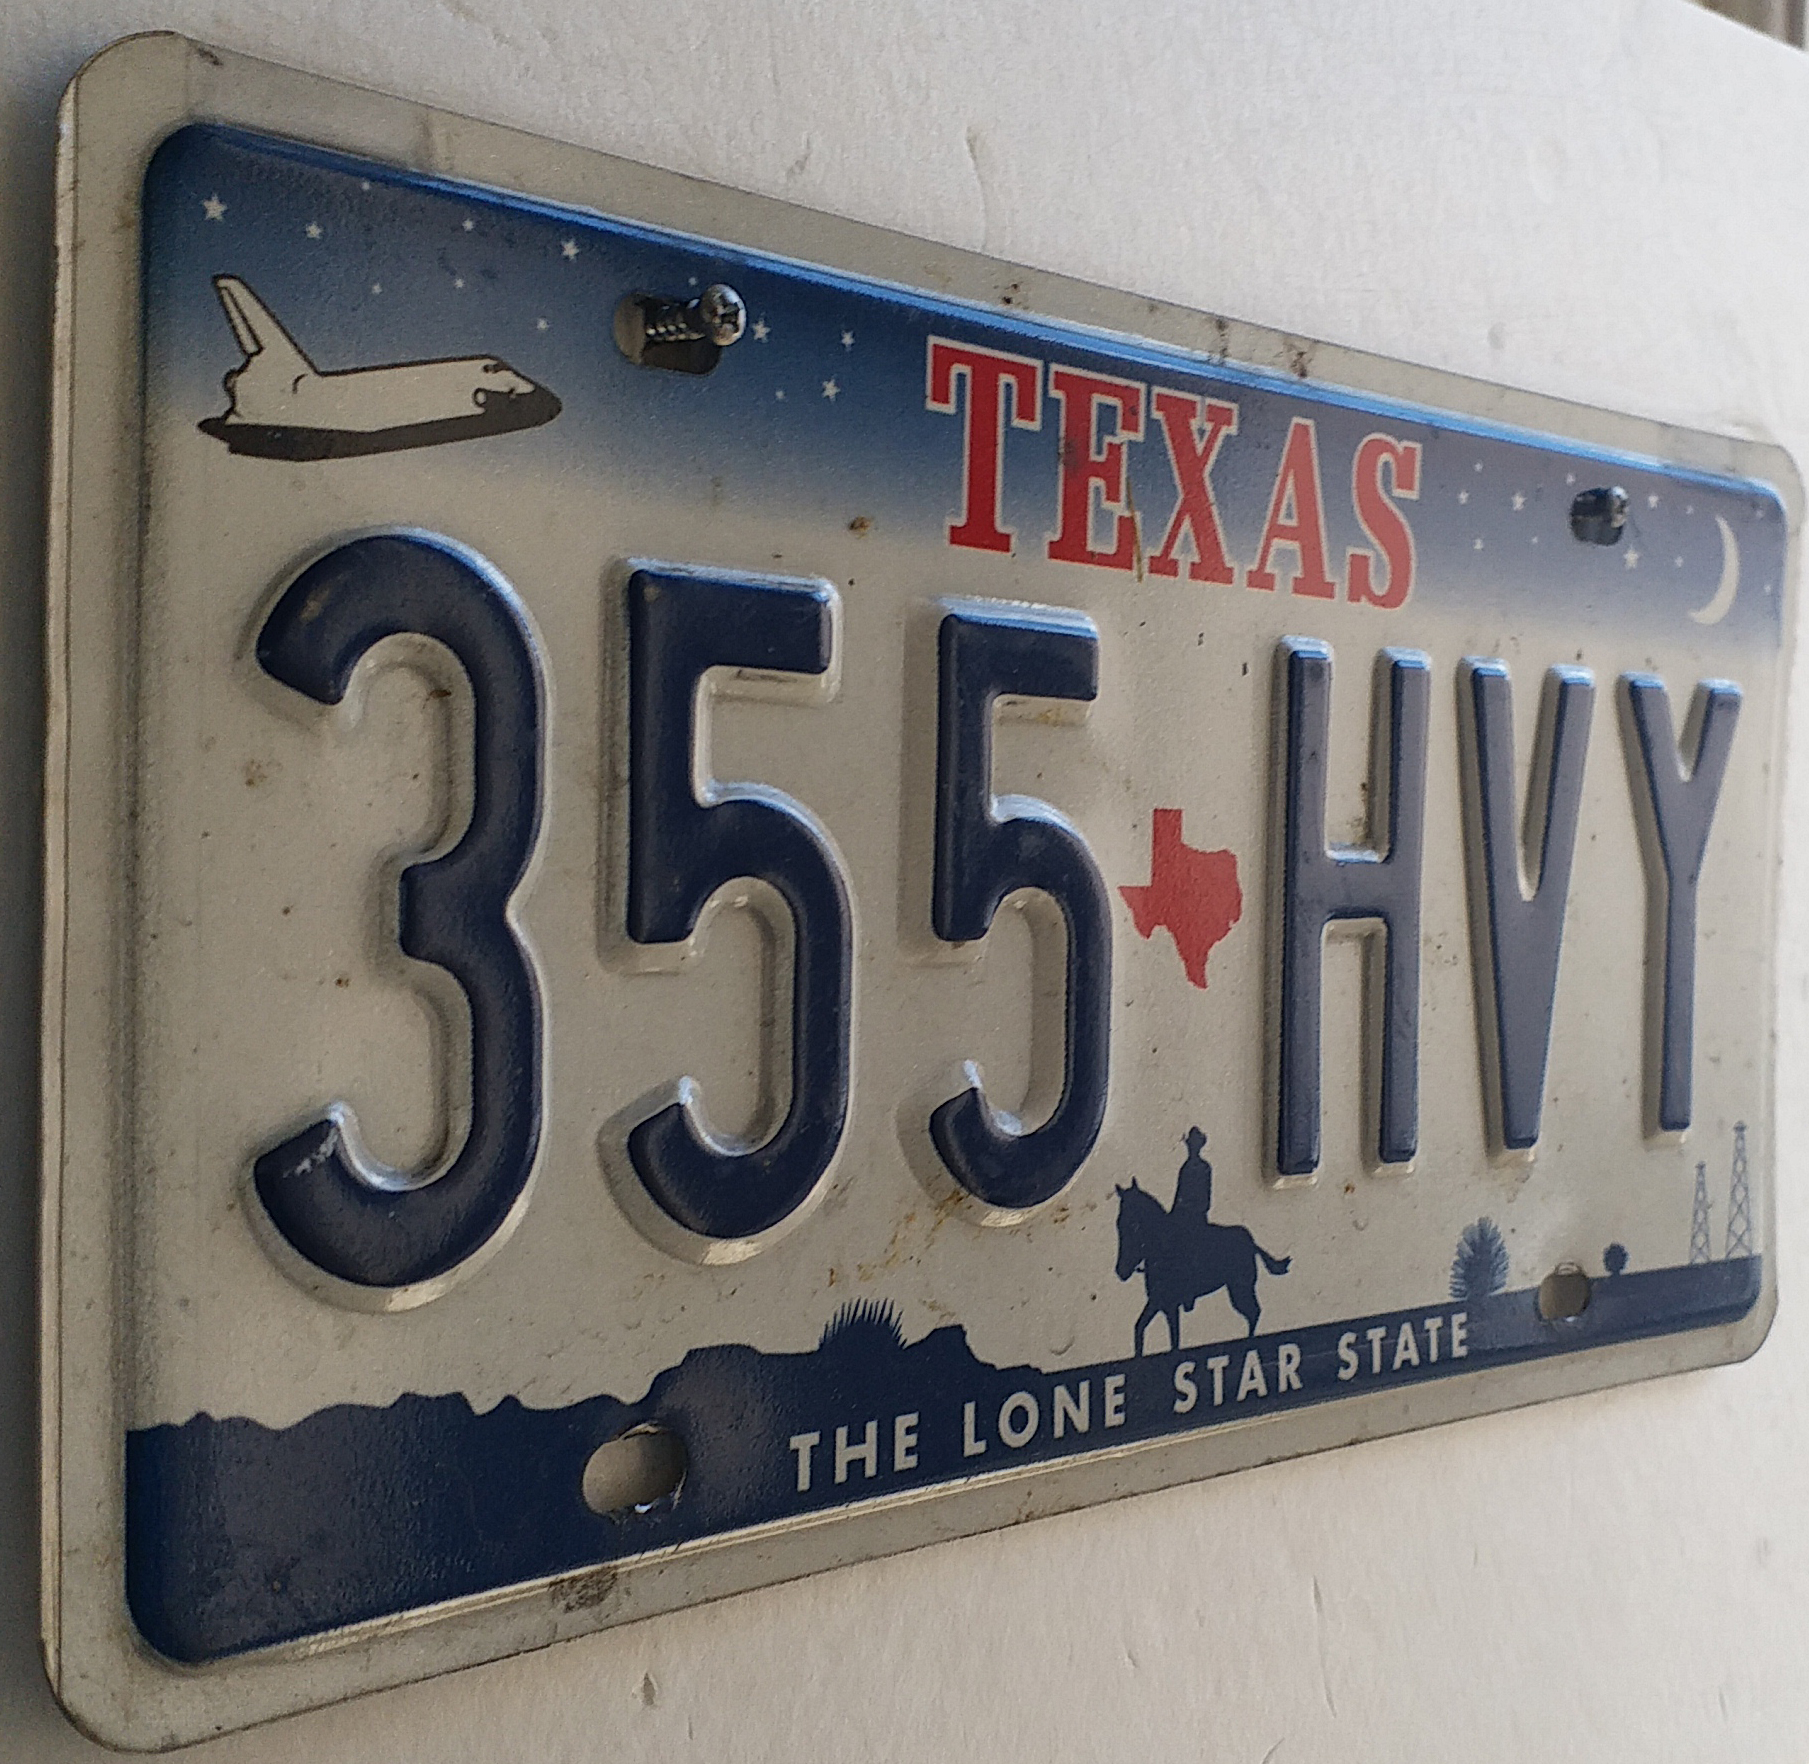 TEXAS
355 HVY
THE LONE STAR STATE